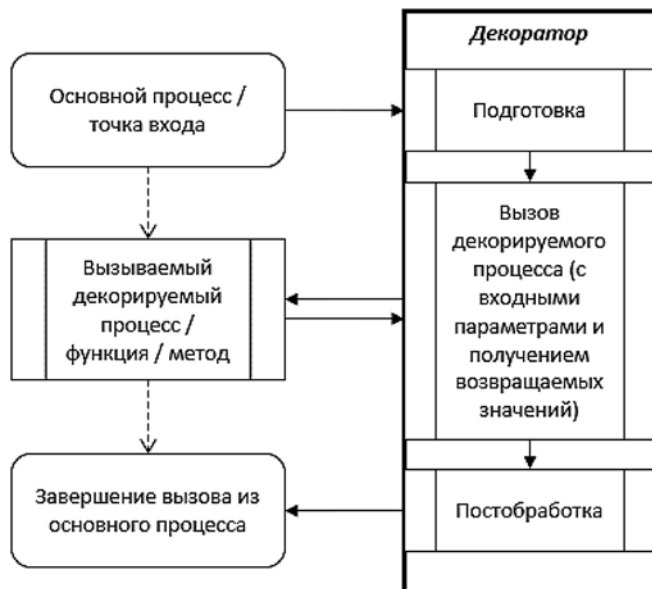 Декоратор
Основной процесс /
точка входа
Подготовка
Вызываемый
декорируемый
процесс /
функция / метод
Вызов
декорируемого
процесса (с
входными
параметрами и
получением
возвращаемых
значений)
Завершение вызова из
основного процесса
Постобработка